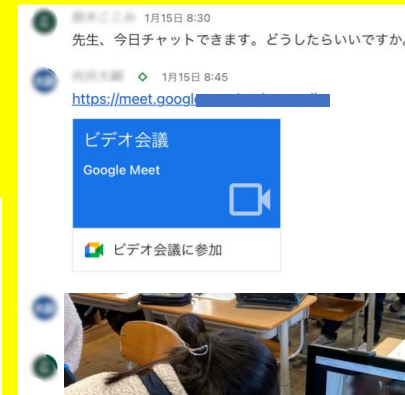 1月15日 8:30
先生、今日チャットできます。どうしたらいいですか
1月15日 8:45
https://meet.googl
ビデオ会議
Google Meet
ビデオ会議に参加